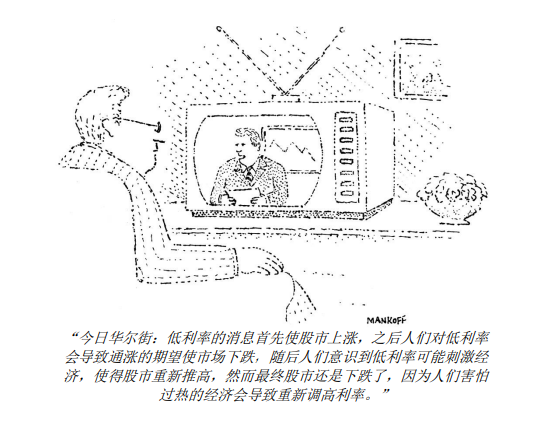 MANKOFF
“今日华尔街：低利率的消息首先使股市上涨，之后人们对低利率
会导致通涨的期望使市场下跌，随后人们意识到低利率可能刺激经
济，使得股市重新推高，然而最终股市还是下跌了，因为人们害怕
过热的经济会导致重新调高利率。”